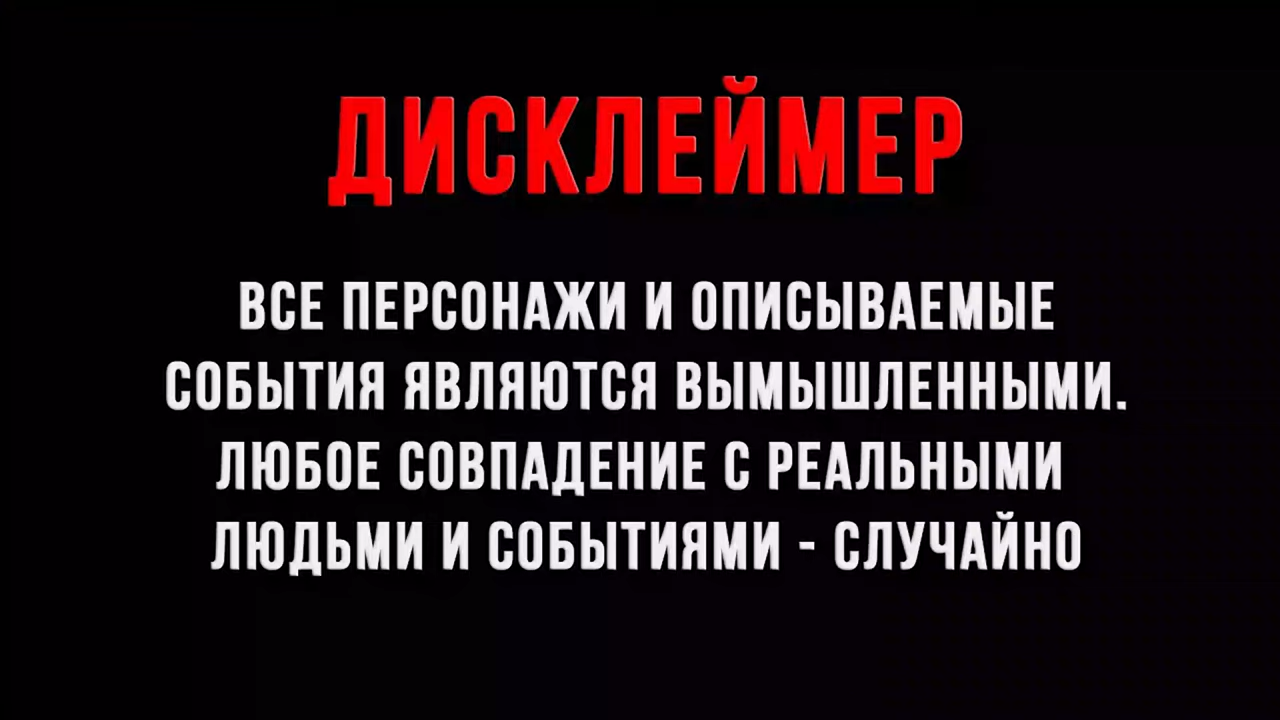 ДИСКЛЕЙМЕР
ВСЕ ПЕРСОНАЖИ И ОПИСЫВАЕМЫЕ
СОБЫТИЯ ЯВЛЯЮТСЯ ВЫМЫШЛЕННЫМИ.
ЛЮБОЕ СОВПАДЕНИЕ С РЕАЛЬНЫМИ
ЛЮДЬМИ И СОБЫТИЯМИ - СЛУЧАЙНО